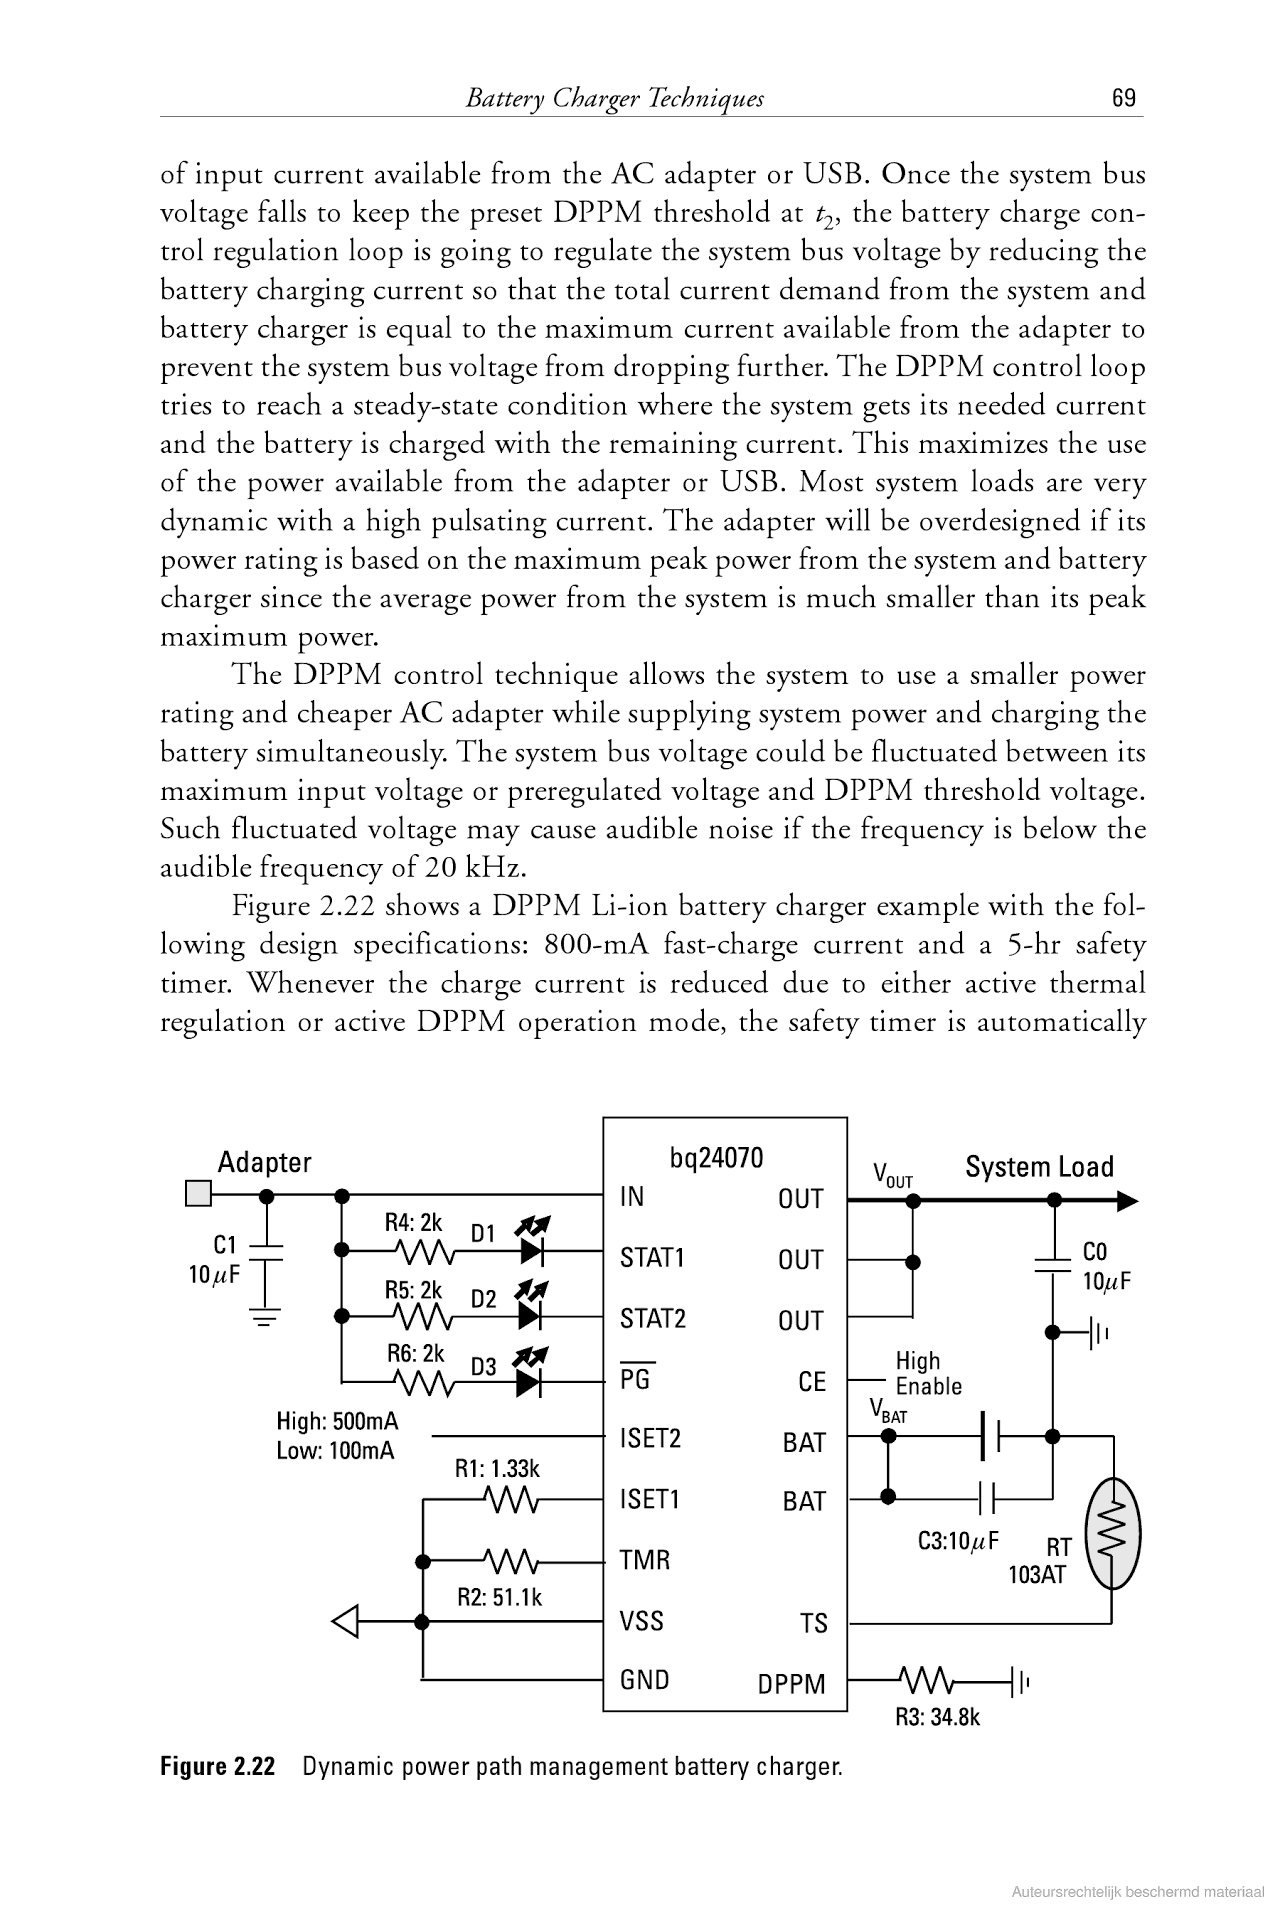 Battery Charger Techniques 69
of input current available from the AC adapter or USB. Once the system bus
voltage falls to keep the preset DPPM threshold at t2, the battery charge con-
trol regulation loop is going to regulate the system bus voltage by reducing the
battery charging current so that the total current demand from the system and
battery charger is equal to the maximum current available from the adapter to
prevent the system bus voltage from dropping further. The DPPM control loop
tries to reach a steady-state condition where the system gets its needed current
and the battery is charged with the remaining current. This maximizes the use
of the power available from the adapter or USB. Most system loads are very
dynamic with a high pulsating current. The adapter will be overdesigned if its
power rating is based on the maximum peak power from the system and battery
charger since the average power from the system is much smaller than its peak
maximum power.
The DPPM control technique allows the system to use a smaller power
rating and cheaper AC adapter while supplying system power and charging the
battery simultaneously. The system bus voltage could be fluctuated between its
maximum input voltage or preregulated voltage and DPPM threshold voltage.
Such fluctuated voltage may cause audible noise if the frequency is below the
audible frequency of 20 kHz.
Figure 2.22 shows a DPPM Li-ion battery charger example with the fol-
lowing design specifications: 800-mA fast-charge current and a 5-hr safety
timer. Whenever the charge current is reduced due to either active thermal
regulation or active DPPM operation mode, the safety timer is automatically
Adapter
C1
10μF
R4: 2k D1
R5: 2k D2
R6: 2k D3
High: 500mA
Low: 100mA
R1: 1.33k
R2: 51.1k
bq24070
IN OUT
STAT1 OUT
STAT2 OUT
PG CE
ISET2 BAT
ISET1 BAT
TMR
VSS TS
GND DPPM
VOUT System Load
C0
10μF
High
Enable
VBAT
C3:10μF
RT
103AT
R3: 34.8k
Figure 2.22 Dynamic power path management battery charger.
Auteursrechtelijk beschermd materiaal